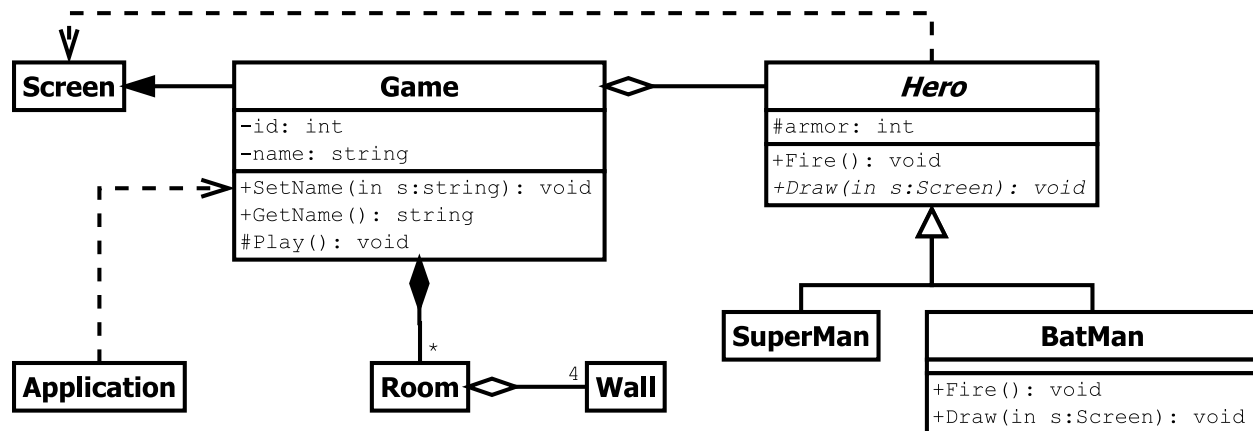 Screen
Game
-id: int
-name: string
+SetName(in s:string): void
+GetName(): string
#Play(): void
Hero
#armor: int
+Fire(): void
+Draw(in s:Screen): void
Application
*
Room
4
Wall
SuperMan
BatMan
+Fire(): void
+Draw(in s:Screen): void